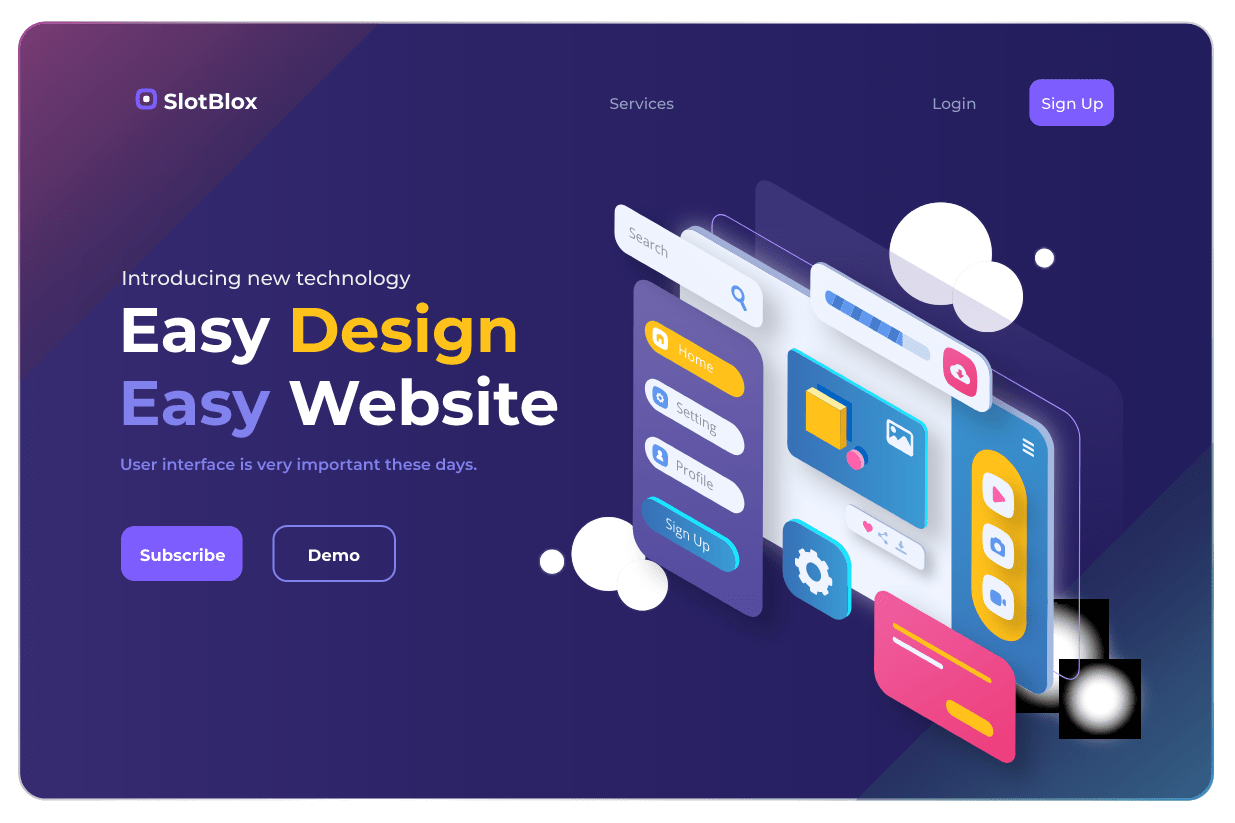 SlotBlox
Services
Login
Sign Up
Introducing new technology
Easy Design
Easy Website
User interface is very important these days.
Subscribe
Demo
Search
Home
Setting
Profile
Sign Up